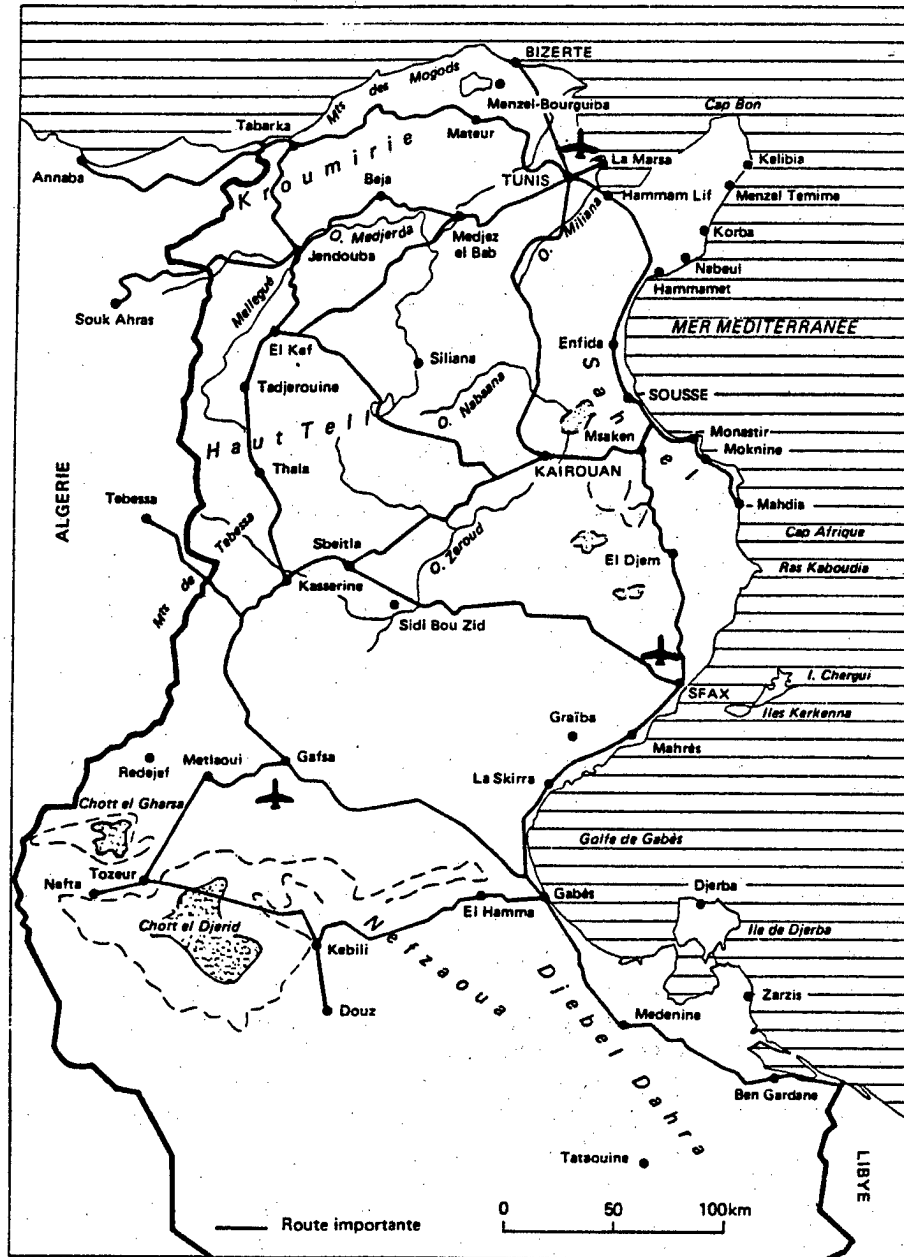 BIZERTE
Mts des Mogods
Menzel-Bourguiba
Cap Bon
Tabarka
Mateur
La Marsa
Kelibia
Annaba
Kroumirie
Beja
TUNIS
Hammam Lif
Menzel Temime
O. Medjerda
Medjez
el Bab
O. Miliana
Korba
Jendouba
Nabeul
Hammamet
Souk Ahras
Mellegue
MER MEDITERRANÉE
El Kef
Siliana
Enfida
Tadjerouine
O. Nabaana
Sahel
SOUSSE
Haut Tell
Msaken
Monastir
Moknine
Thala
KAIROUAN
Mahdia
ALGERIE
Tebessa
Mts de Tebessa
Sbeitla
O. Zeroud
El Djem
Cap Afrique
Ras Kaboudia
Kasserine
Sidi Bou Zid
SFAX
I. Chergui
Iles Kerkenna
Graïba
Mahrès
Redejef
Metlaoui
Gafsa
La Skirra
Chott el Gharsa
Golfe de Gabès
Nefta
Tozeur
Gabès
Djerba
El Hamma
Chott el Djerid
Ile de Djerba
Kebili
Nefzaoua
Zarzis
Douz
Djebel Dahra
Medenine
Ben Gardane
Tataouine
LIBYE
0 50 100km
Route importante